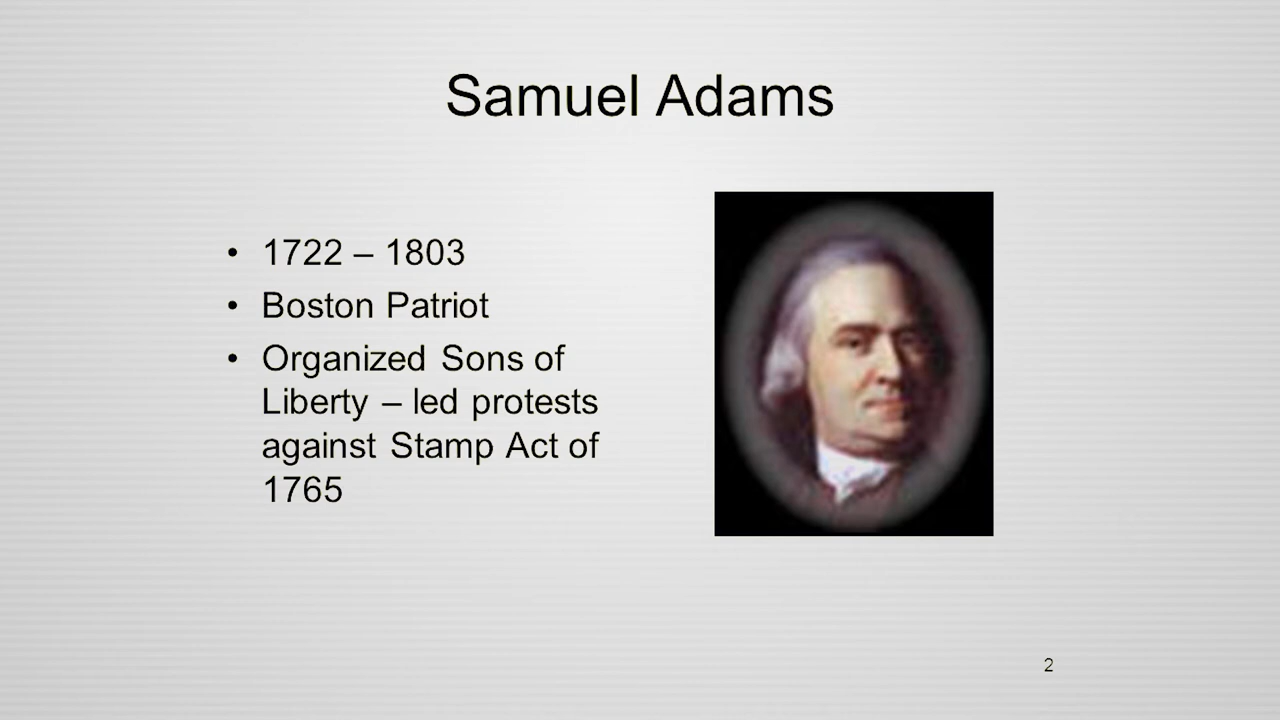 Samuel Adams
• 1722 – 1803
• Boston Patriot
• Organized Sons of
Liberty – led protests
against Stamp Act of
1765
2